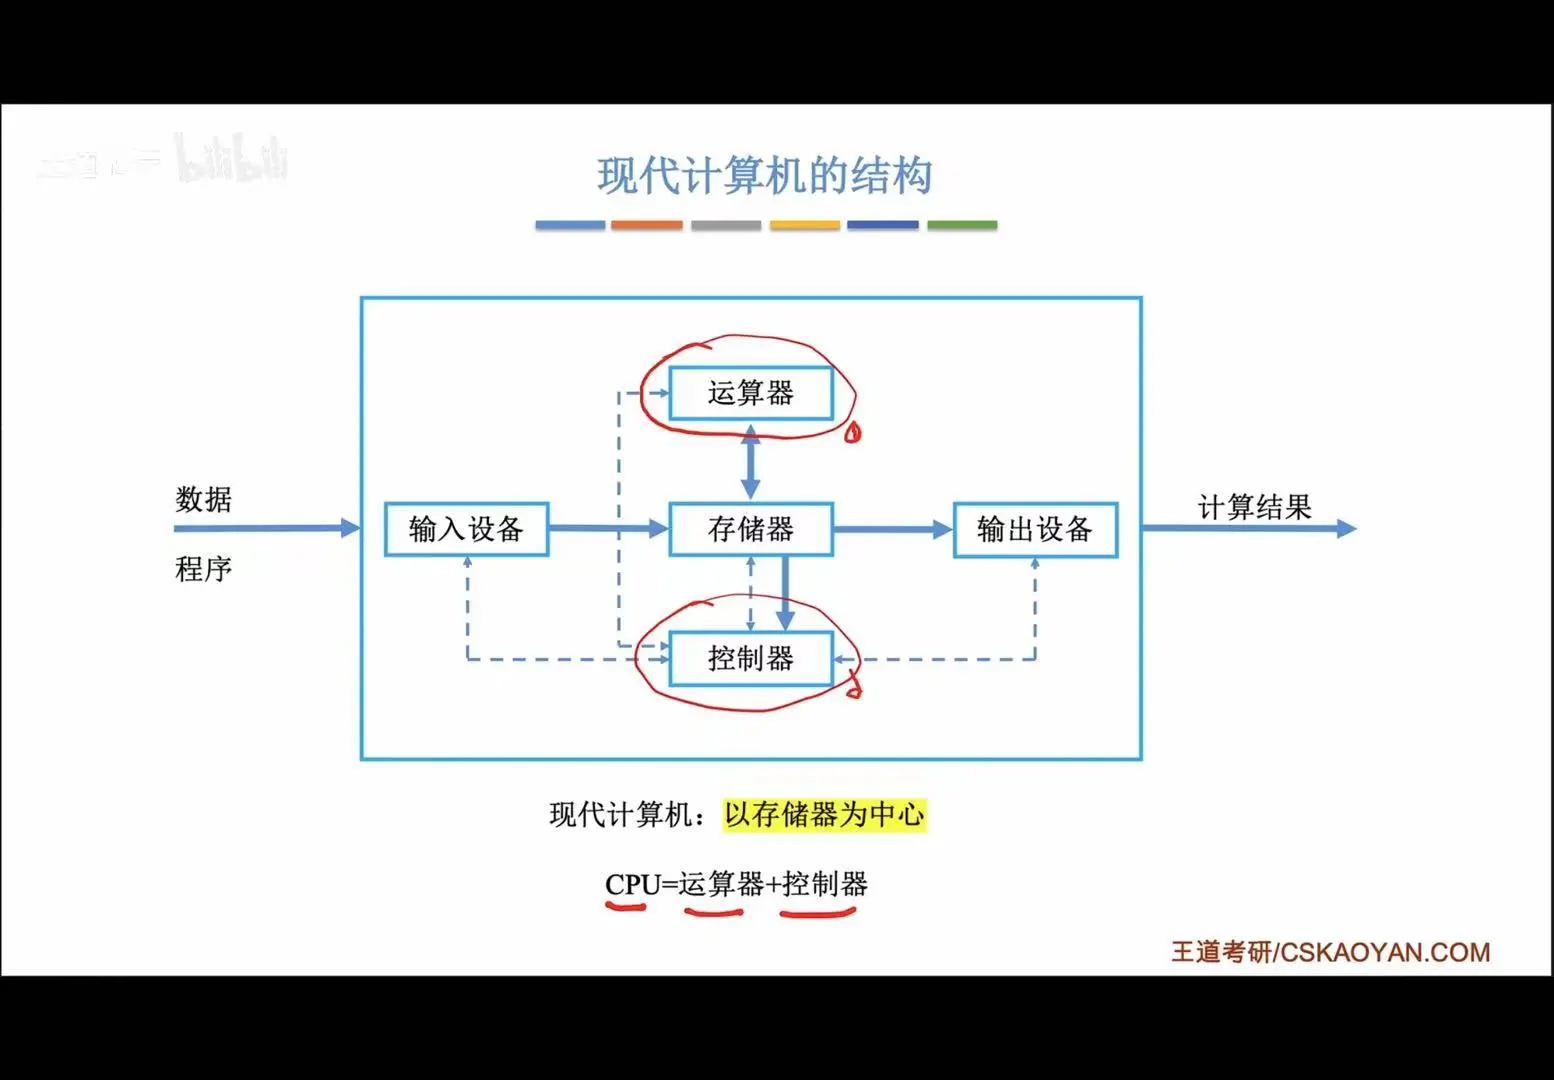 bilibili
现代计算机的结构
运算器
数据
程序
输入设备
存储器
输出设备
计算结果
控制器
现代计算机：以存储器为中心
CPU=运算器+控制器
王道考研/CSKAOYAN.COM